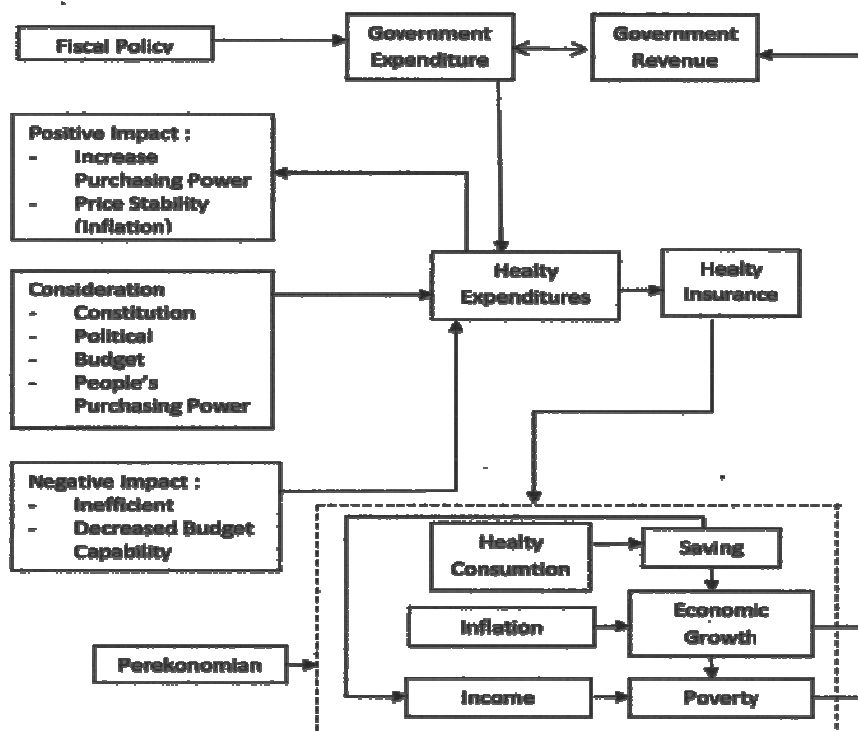 Fiscal Policy
Government
Expenditure
Government
Revenue
Positive Impact :
- Increase
Purchasing Power
- Price Stability
(Inflation)
Healty
Expenditures
Healty
Insurance
Consideration
- Constitution
- Political
- Budget
- People's
Purchasing Power
Negative Impact :
- Inefficient
- Decreased Budget
Capability
Healty
Consumtion
Saving
Inflation
Economic
Growth
Perekonomian
Income
Poverty